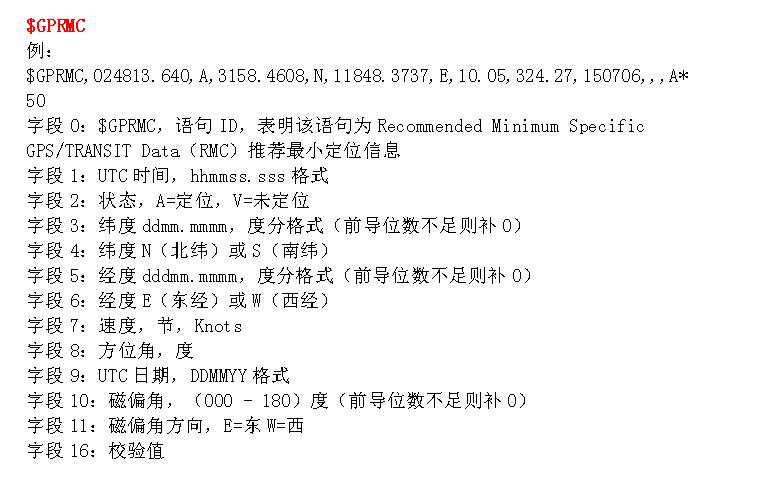 $GPRMC
例：
$GPRMC,024813.640,A,3158.4608,N,11848.3737,E,10.05,324.27,150706,,,A*
50
字段 0：$GPRMC，语句 ID，表明该语句为 Recommended Minimum Specific
GPS/TRANSIT Data（RMC）推荐最小定位信息
字段 1：UTC 时间，hhmmss.sss 格式
字段 2：状态，A=定位，V=未定位
字段 3：纬度 ddmm.mmmm，度分格式（前导位数不足则补 0）
字段 4：纬度 N（北纬）或 S（南纬）
字段 5：经度 dddmm.mmmm，度分格式（前导位数不足则补 0）
字段 6：经度 E（东经）或 W（西经）
字段 7：速度，节，Knots
字段 8：方位角，度
字段 9：UTC 日期，DDMMYY 格式
字段 10：磁偏角，（000 - 180）度（前导位数不足则补 0）
字段 11：磁偏角方向，E=东 W=西
字段 16：校验值